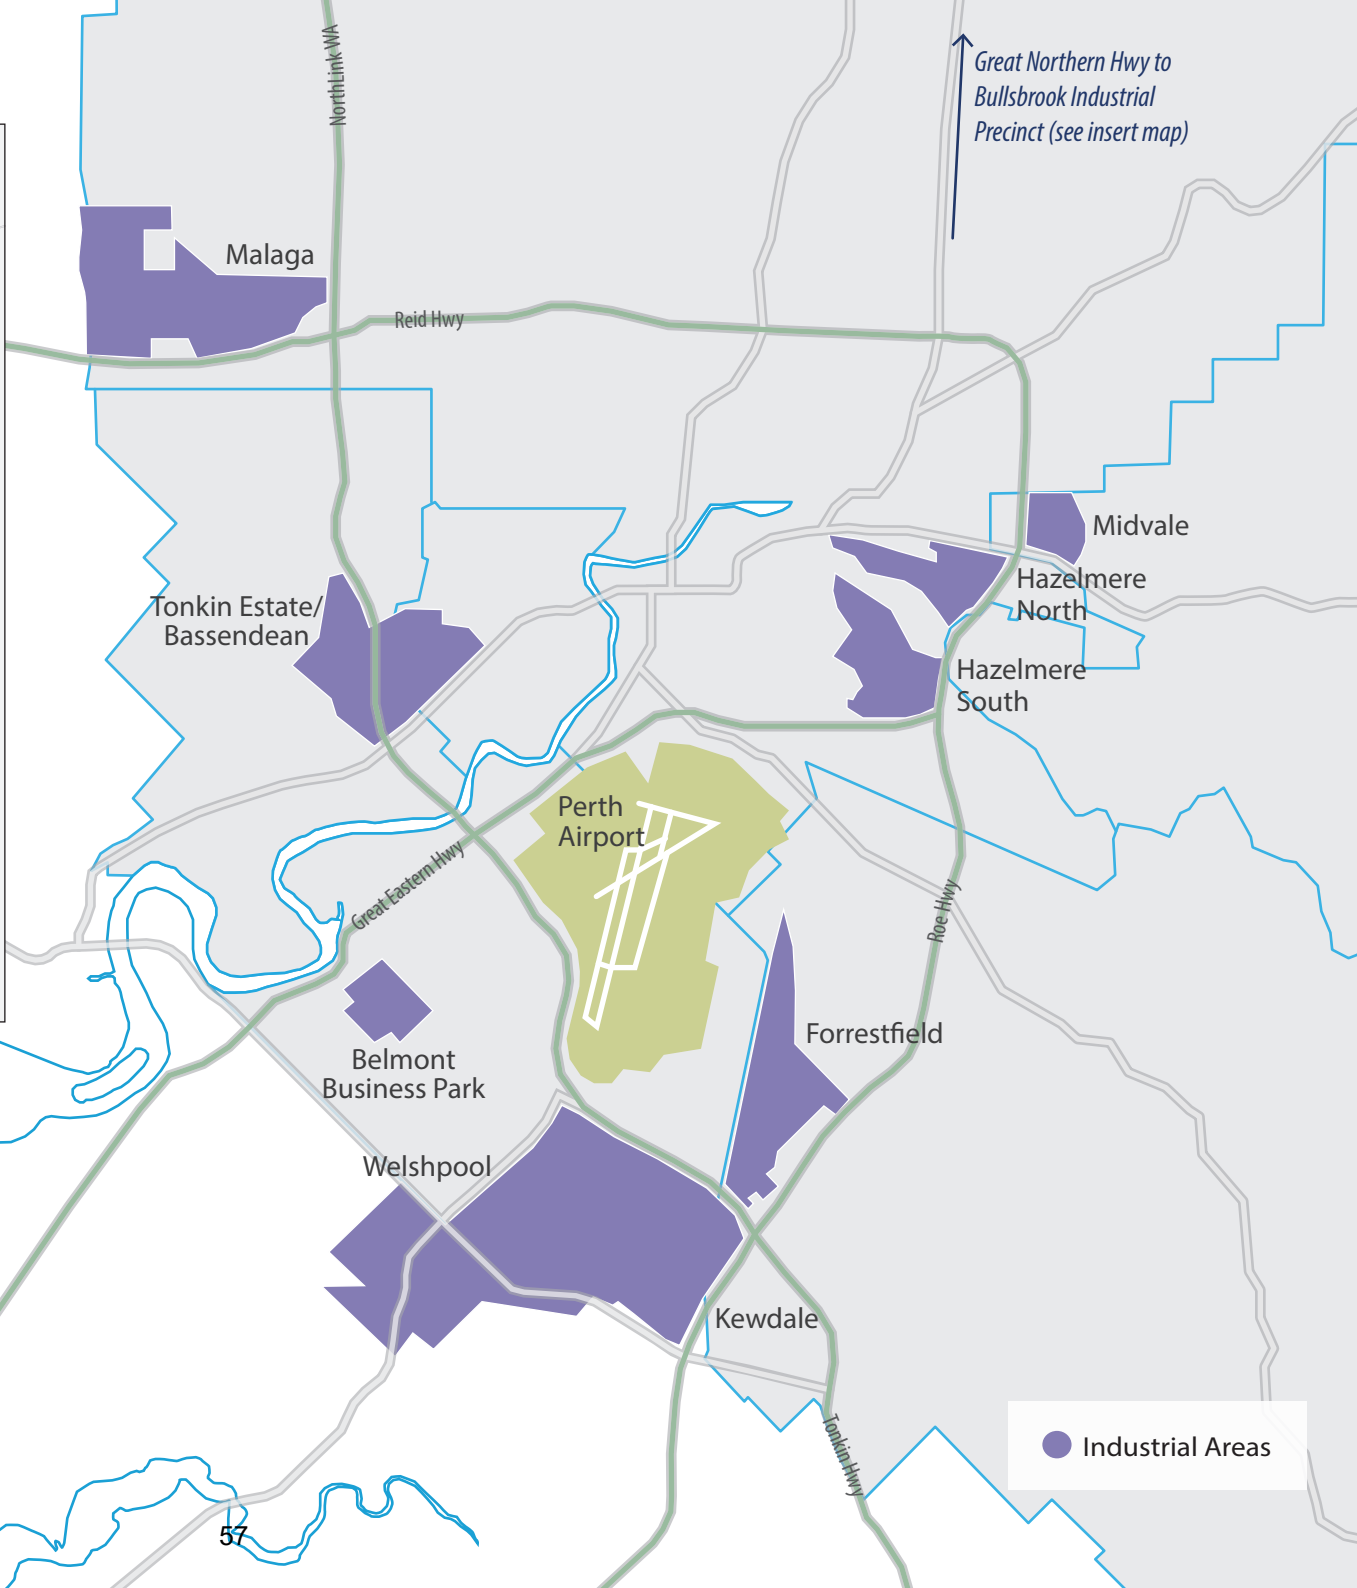 NorthLink WA
Great Northern Hwy to
Bullsbrook Industrial
Precinct (see insert map)
Malaga
Reid Hwy
Midvale
Hazelmere
North
Tonkin Estate/
Bassendean
Hazelmere
South
Perth
Airport
Great Eastern Hwy
Roe Hwy
Forrestfield
Belmont
Business Park
Welshpool
Kewdale
Tonkin Hwy
Industrial Areas
57